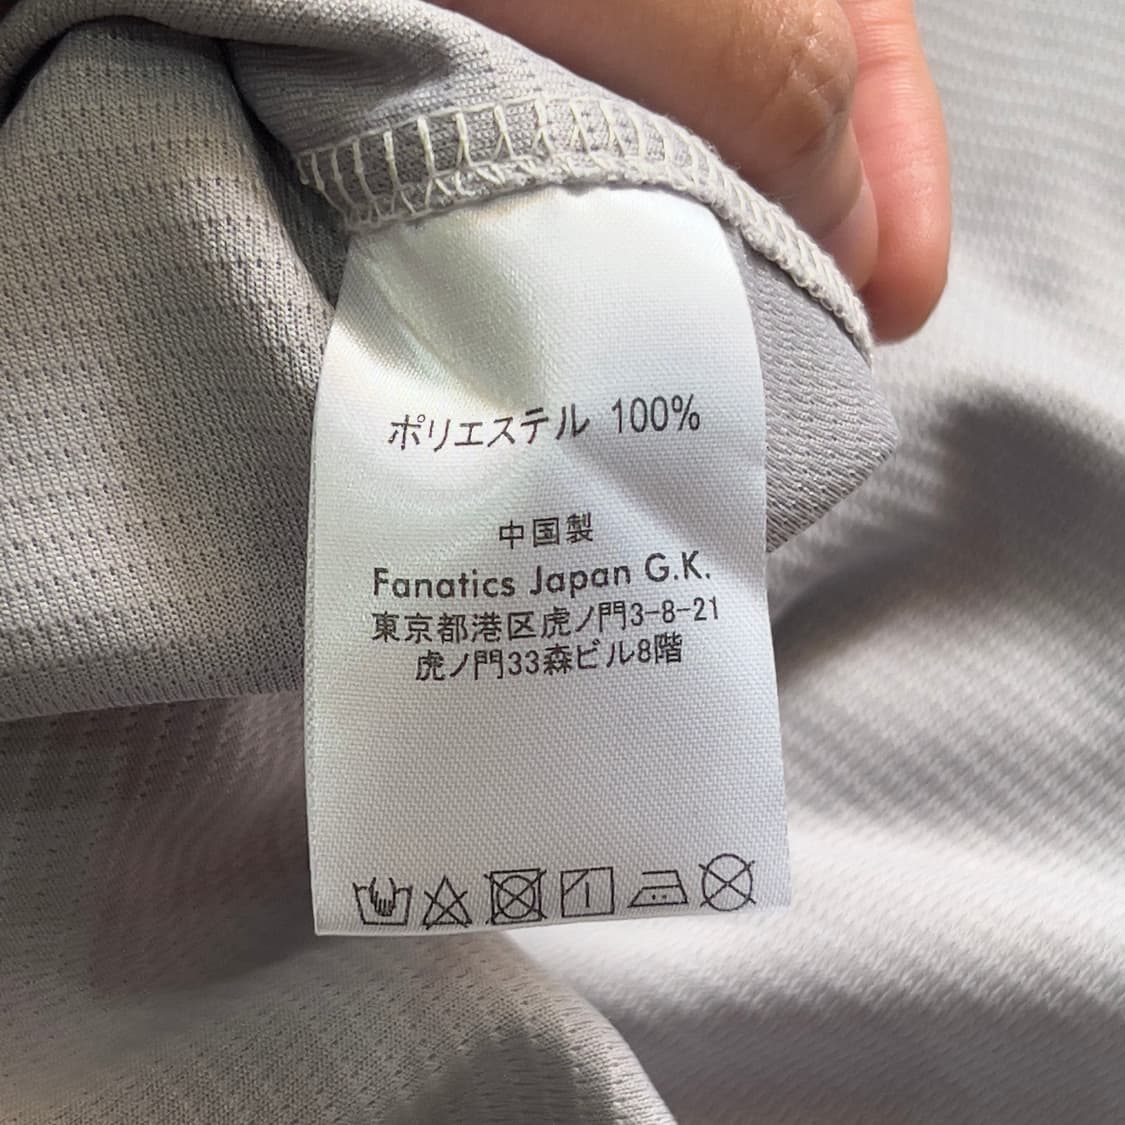 ポリエステル 100%
中国製
Fanatics Japan G.K.
東京都港区虎ノ門3-8-21
虎ノ門33森ビル8階